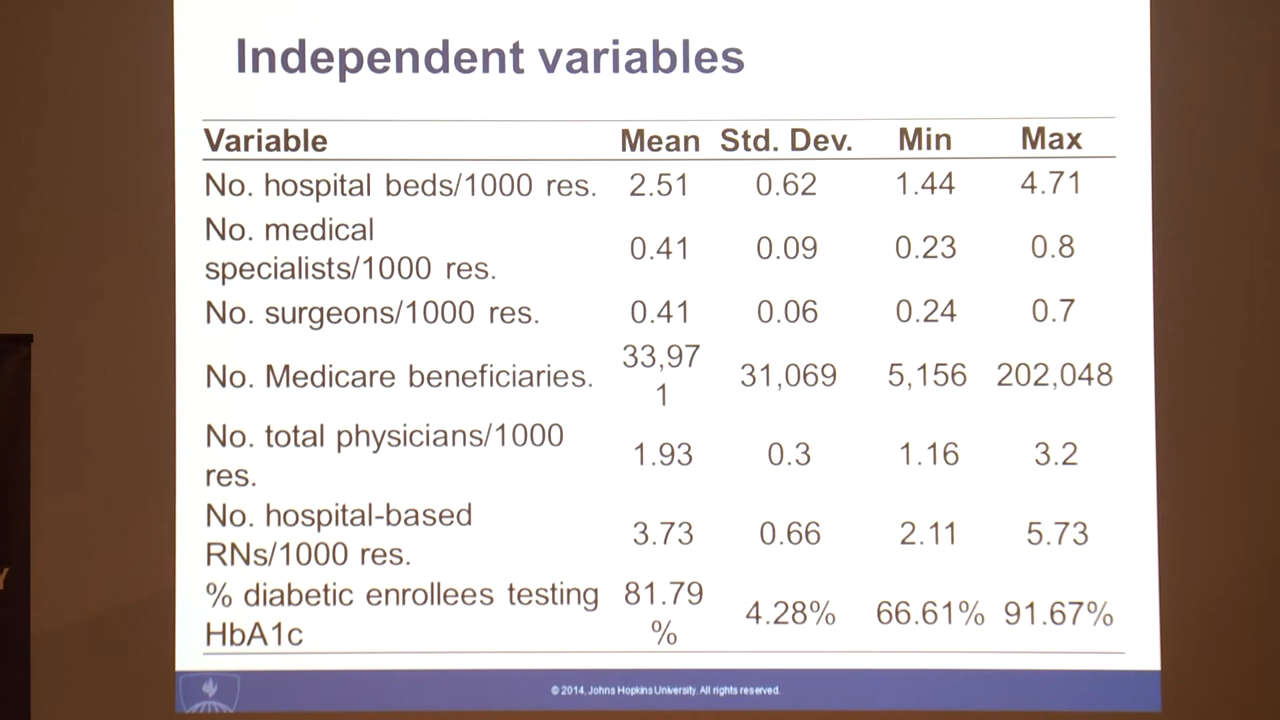 Independent variables
Variable Mean Std. Dev. Min Max
No. hospital beds/1000 res. 2.51 0.62 1.44 4.71
No. medical
specialists/1000 res. 0.41 0.09 0.23 0.8
No. surgeons/1000 res. 0.41 0.06 0.24 0.7
No. Medicare beneficiaries. 33,97
1 31,069 5,156 202,048
No. total physicians/1000
res. 1.93 0.3 1.16 3.2
No. hospital-based
RNs/1000 res. 3.73 0.66 2.11 5.73
% diabetic enrollees testing
HbA1c 81.79
% 4.28% 66.61% 91.67%
© 2014, Johns Hopkins University. All rights reserved.
Y